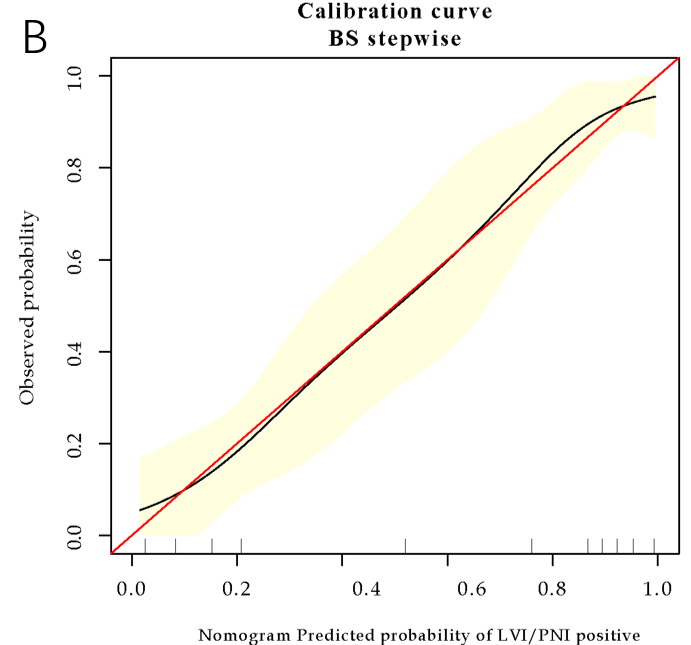 B
Calibration curve
BS stepwise
Observed probability
1.0
0.8
0.6
0.4
0.2
0.0
0.0 0.2 0.4 0.6 0.8 1.0
Nomogram Predicted probability of LVI/PNI positive